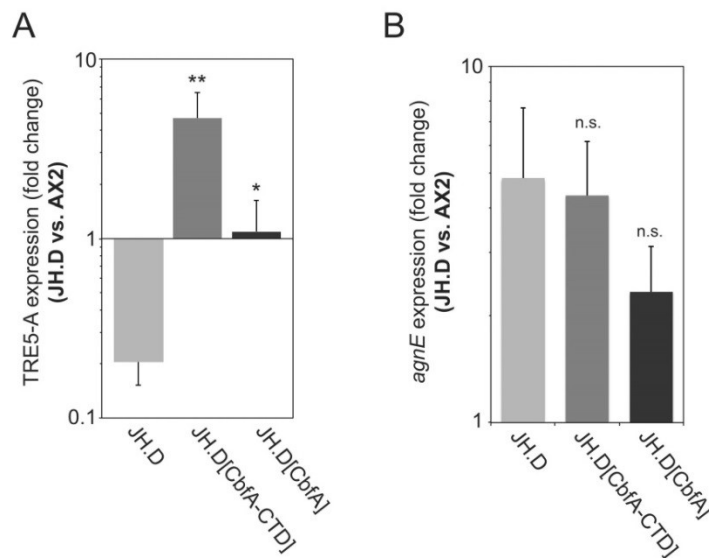 A
TRE5-A expression (fold change)
(JH.D vs. AX2)
10
1
0.1
**
*
JH.D
JH.D[CbfA-CTD]
JH.D[CbfA]
B
agnE expression (fold change)
(JH.D vs. AX2)
10
1
n.s.
n.s.
JH.D
JH.D[CbfA-CTD]
JH.D[CbfA]